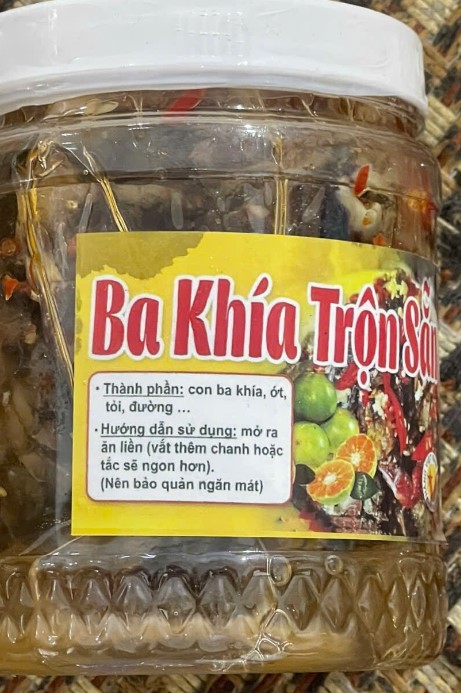 Ba Khía Trộn Sẵn
• Thành phần: con ba khía, ớt,
tỏi, đường ...
• Hướng dẫn sử dụng: mở ra
ăn liền (vắt thêm chanh hoặc
tắc sẽ ngon hơn).
(Nên bảo quản ngăn mát)